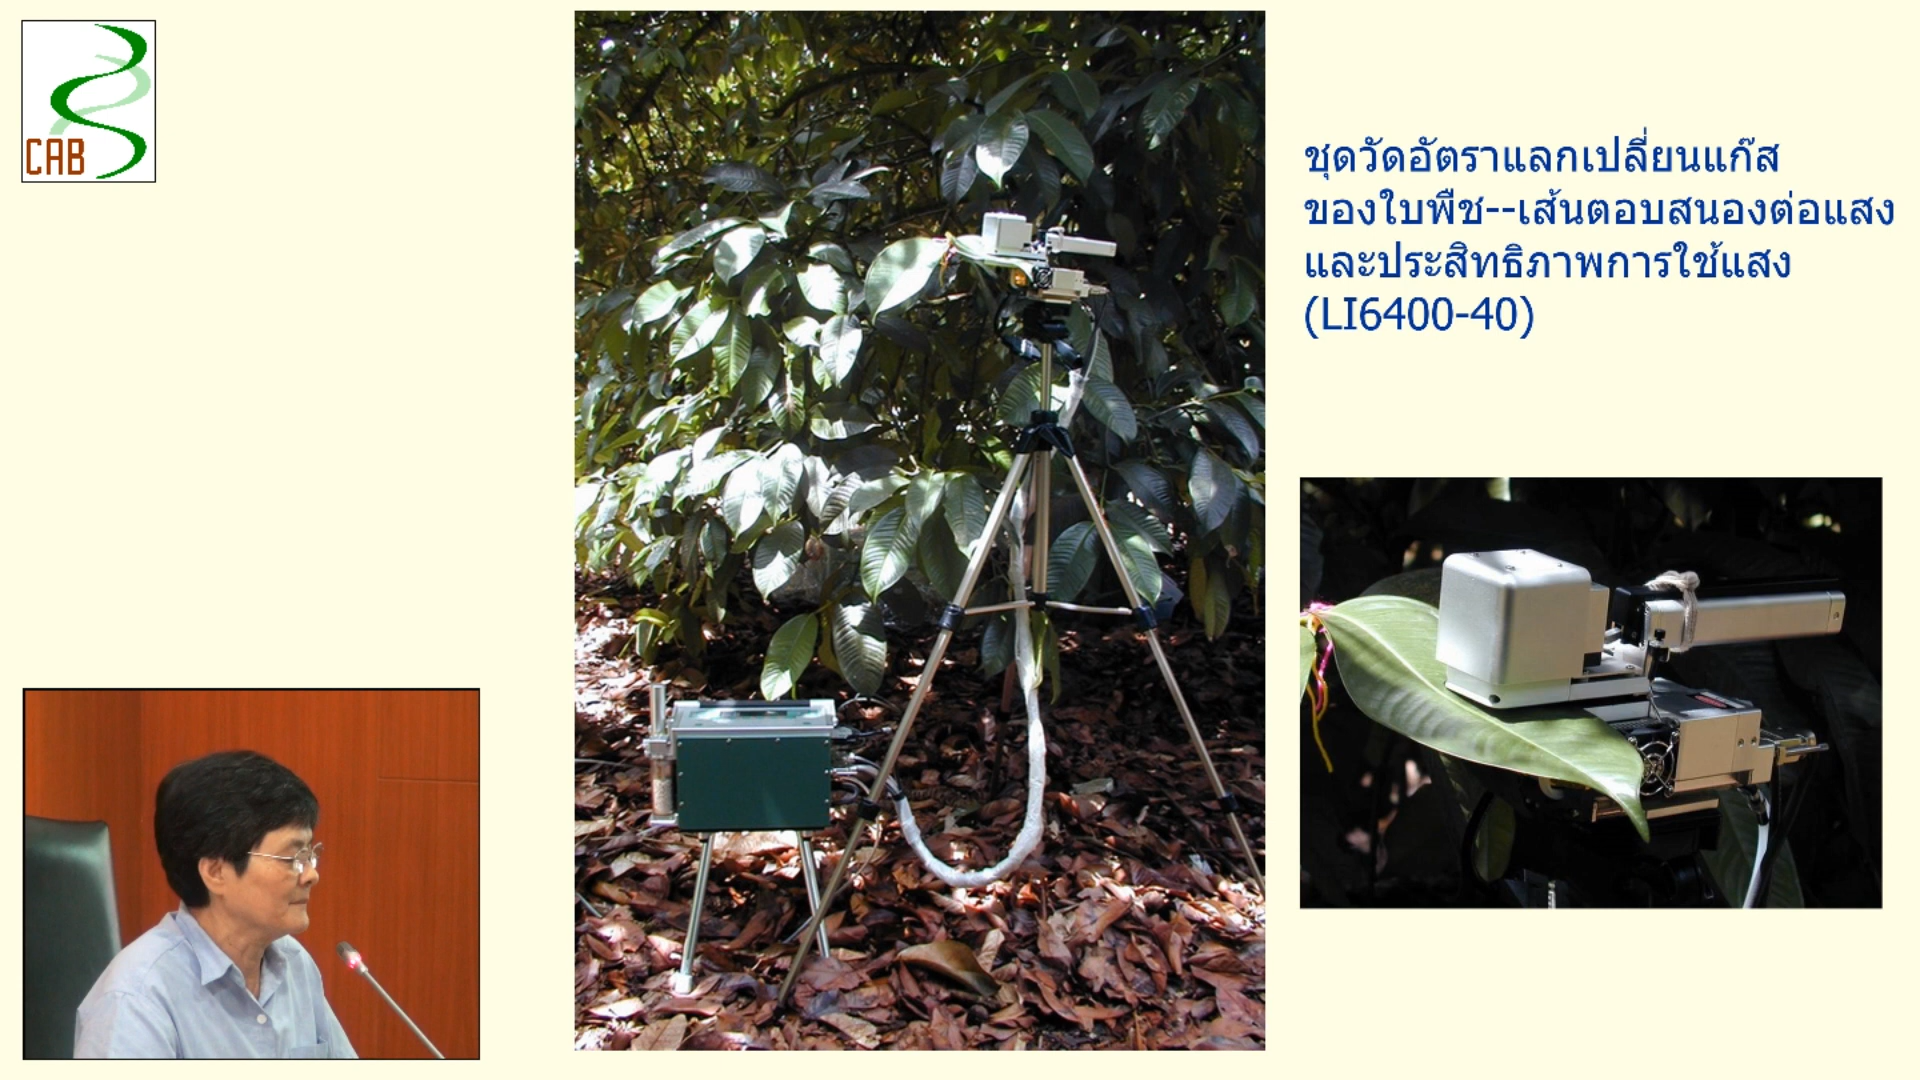 CAB
ชุดวัดอัตราแลกเปลี่ยนแก๊ส
ของใบพืช--เส้นตอบสนองต่อแสง
และประสิทธิภาพการใช้แสง
(LI6400-40)